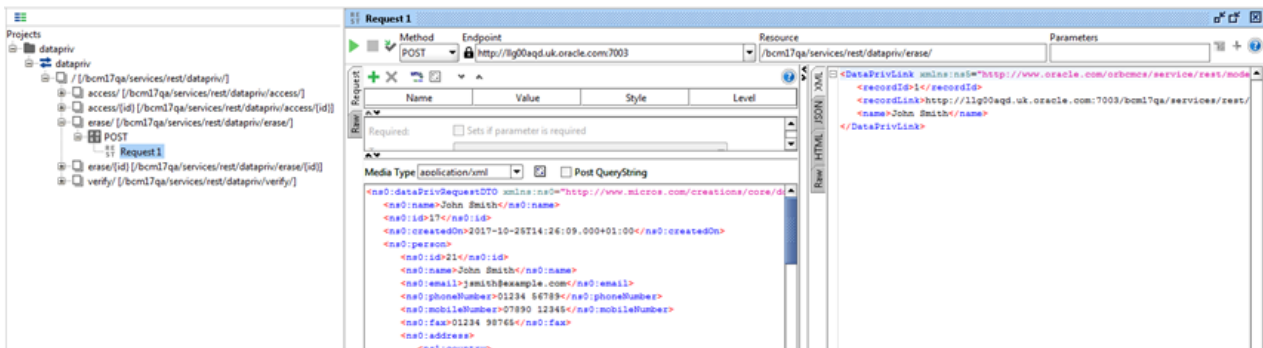 Projects
datapriv
datapriv
/ [/bcm17qa/services/rest/datapriv/]
access/ [/bcm17qa/services/rest/datapriv/access/]
access/{id} [/bcm17qa/services/rest/datapriv/access/{id}]
erase/ [/bcm17qa/services/rest/datapriv/erase/]
POST
REST Request 1
erase/{id} [/bcm17qa/services/rest/datapriv/erase/{id}]
verify/ [/bcm17qa/services/rest/datapriv/verify/]
REST Request 1
Method Endpoint Resource Parameters
POST http://llg00aqd.uk.oracle.com:7003 /bcm17qa/services/rest/datapriv/erase/
Request
Raw
Name Value Style Level
Required: Sets if parameter is required
Media Type application/xml Post QueryString
<ns0:dataPrivRequestDTO xmlns:ns0="http://www.micros.com/creations/core/do
<ns0:name>John Smith</ns0:name>
<ns0:id>17</ns0:id>
<ns0:createdOn>2017-10-25T14:26:09.000+01:00</ns0:createdOn>
<ns0:person>
<ns0:id>21</ns0:id>
<ns0:name>John Smith</ns0:name>
<ns0:email>jsmith@example.com</ns0:email>
<ns0:phoneNumber>01234 56789</ns0:phoneNumber>
<ns0:mobileNumber>07890 12345</ns0:mobileNumber>
<ns0:fax>01234 98765</ns0:fax>
<ns0:address>
XML
JSON
HTML
Raw
<DataPrivLink xmlns:ns6="http://www.oracle.com/orbcmcs/service/rest/mode
<recordId>1</recordId>
<recordLink>http://llg00aqd.uk.oracle.com:7003/bcm17qa/services/rest/
<name>John Smith</name>
</DataPrivLink>